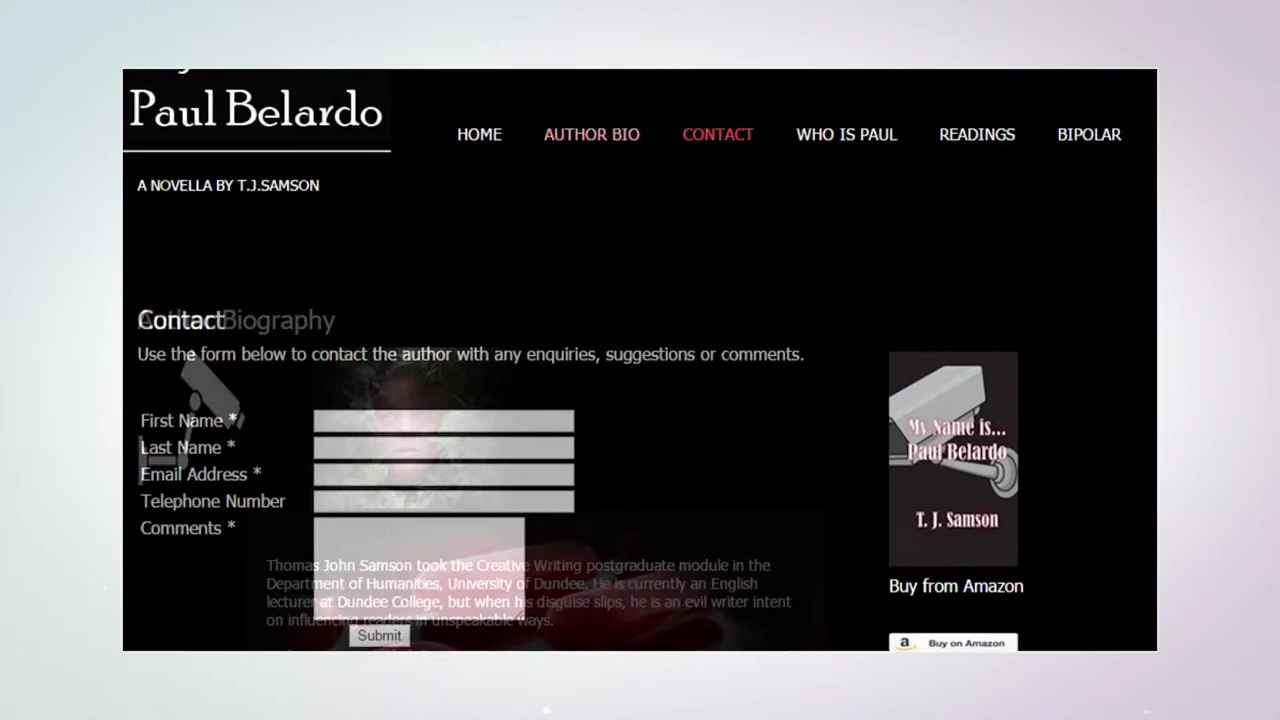 Paul Belardo
HOME AUTHOR BIO CONTACT WHO IS PAUL READINGS BIPOLAR
A NOVELLA BY T.J.SAMSON
Contact
Biography
Use the form below to contact the author with any enquiries, suggestions or comments.
First Name *
Last Name *
Email Address *
Telephone Number
Comments *
Thomas John Samson took the Creative Writing postgraduate module in the
Department of Humanities, University of Dundee. He is currently an English
lecturer at Dundee College, but when his disguise slips, he is an evil writer intent
on influencing readers in unspeakable ways.
Submit
My Name is...
Paul Belardo
T. J. Samson
Buy from Amazon
a Buy on Amazon